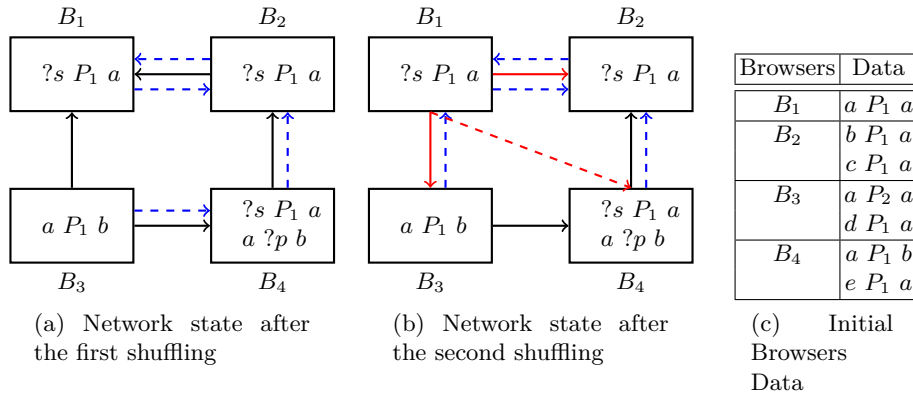 B₁ B₂
?s P₁ a ?s P₁ a
a P₁ b ?s P₁ a
a ?p b
B₃ B₄
(a) Network state after
the first shuffling
B₁ B₂
?s P₁ a ?s P₁ a
a P₁ b ?s P₁ a
a ?p b
B₃ B₄
(b) Network state after
the second shuffling
Browsers Data
B₁ a P₁ a
B₂ b P₁ a
c P₁ a
B₃ a P₂ a
d P₁ a
B₄ a P₁ b
e P₁ a
(c) Initial
Browsers
Data